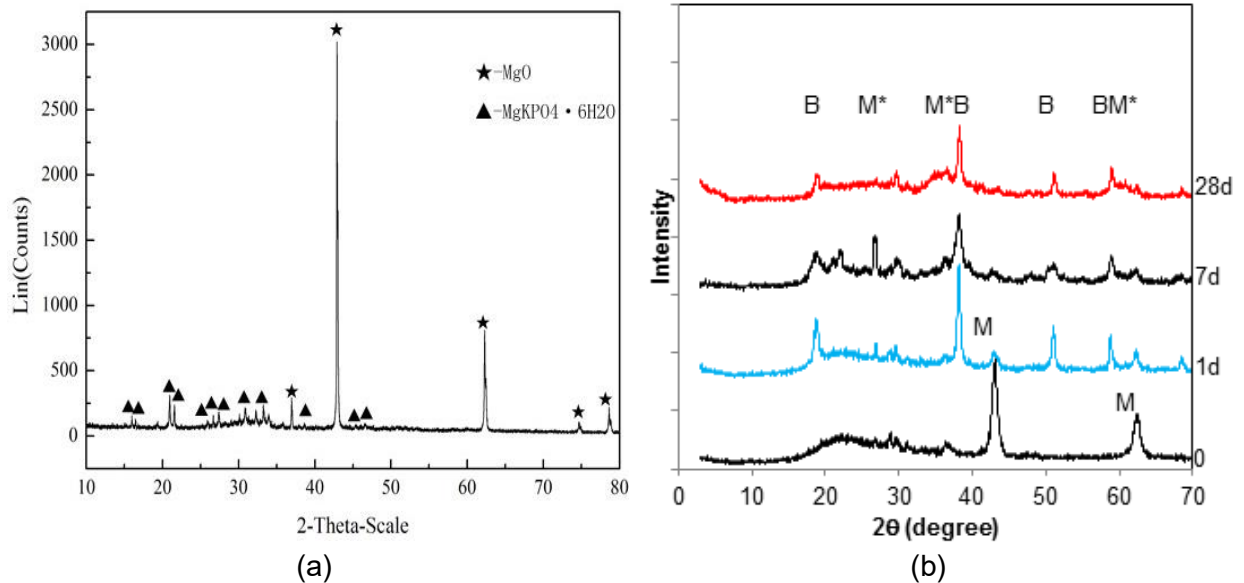 3000
2500
2000
1500
1000
500
0
Lin(Counts)
★-MgO
▲-MgKPO4・6H2O
10 20 30 40 50 60 70 80
2-Theta-Scale
(a)
B M* M*B B BM*
28d
7d
M
1d
M
0
Intensity
0 10 20 30 40 50 60 70
2θ (degree)
(b)